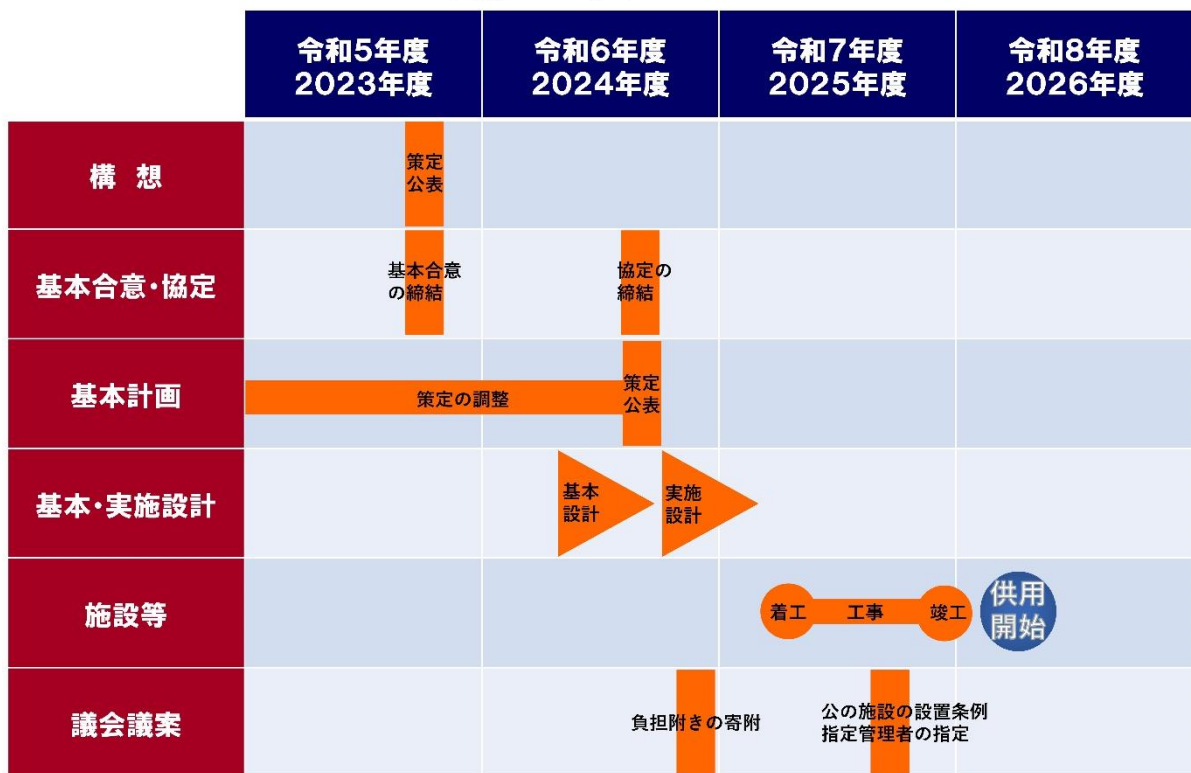 令和5年度
2023年度
令和6年度
2024年度
令和7年度
2025年度
令和8年度
2026年度
構 想
策定
公表
基本合意・協定
基本合意
の締結
協定の
締結
基本計画
策定の調整
策定
公表
基本・実施設計
基本
設計
実施
設計
施設等
着工
工事
竣工
供用
開始
議会議案
負担附きの寄附
公の施設の設置条例
指定管理者の指定